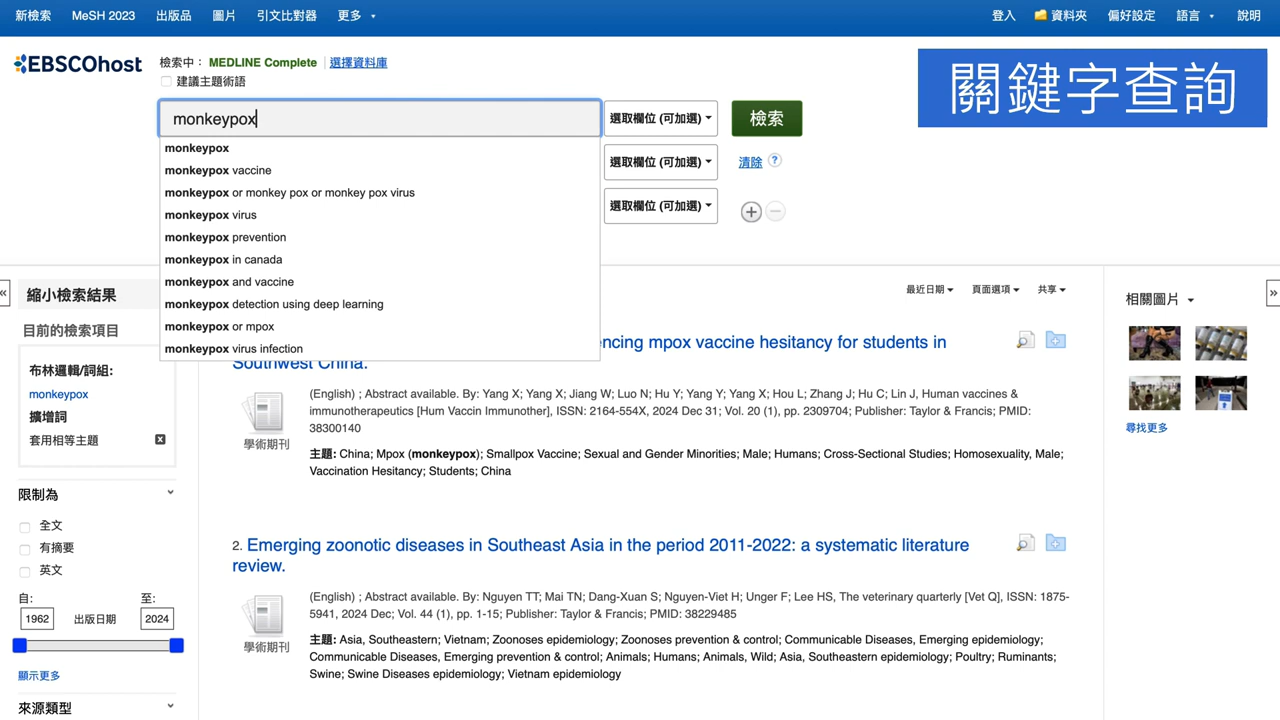 新檢索 MeSH 2023 出版品 圖片 引文比對器 更多 登入 資料夾 偏好設定 語言 說明
EBSCOhost
檢索中： MEDLINE Complete 選擇資料庫
建議主題術語
關鍵字查詢
monkeypox 選取欄位 (可加選) 檢索
monkeypox
monkeypox vaccine 選取欄位 (可加選) 清除 ?
monkeypox or monkey pox or monkey pox virus
monkeypox virus 選取欄位 (可加選)
monkeypox prevention
monkeypox in canada
monkeypox and vaccine
monkeypox detection using deep learning
monkeypox or mpox
monkeypox virus infection
縮小檢索結果
目前的檢索項目
布林邏輯/詞組:
monkeypox
擴增詞
套用相等主題
限制為
全文
有摘要
英文
自: 至:
1962 出版日期 2024
顯示更多
來源類型
最近日期 頁面選項 共享
encing mpox vaccine hesitancy for students in
Southwest China.
學術期刊
(English) ; Abstract available. By: Yang X; Yang X; Jiang W; Luo N; Hu Y; Yang Y; Yang Y; Yang X; Hou L; Zhang J; Hu C; Lin J, Human vaccines &
immunotherapeutics [Hum Vaccin Immunother], ISSN: 2164-554X, 2024 Dec 31; Vol. 20 (1), pp. 2309704; Publisher: Taylor & Francis; PMID:
38300140
主題: China; Mpox (monkeypox); Smallpox Vaccine; Sexual and Gender Minorities; Male; Humans; Cross-Sectional Studies; Homosexuality, Male;
Vaccination Hesitancy; Students; China
2. Emerging zoonotic diseases in Southeast Asia in the period 2011-2022: a systematic literature
review.
學術期刊
(English) ; Abstract available. By: Nguyen TT; Mai TN; Dang-Xuan S; Nguyen-Viet H; Unger F; Lee HS, The veterinary quarterly [Vet Q], ISSN: 1875-
5941, 2024 Dec; Vol. 44 (1), pp. 1-15; Publisher: Taylor & Francis; PMID: 38229485
主題: Asia, Southeastern; Vietnam; Zoonoses epidemiology; Zoonoses prevention & control; Communicable Diseases, Emerging epidemiology;
Communicable Diseases, Emerging prevention & control; Animals; Humans; Animals, Wild; Asia, Southeastern epidemiology; Poultry; Ruminants;
Swine; Swine Diseases epidemiology; Vietnam epidemiology
相關圖片
尋找更多